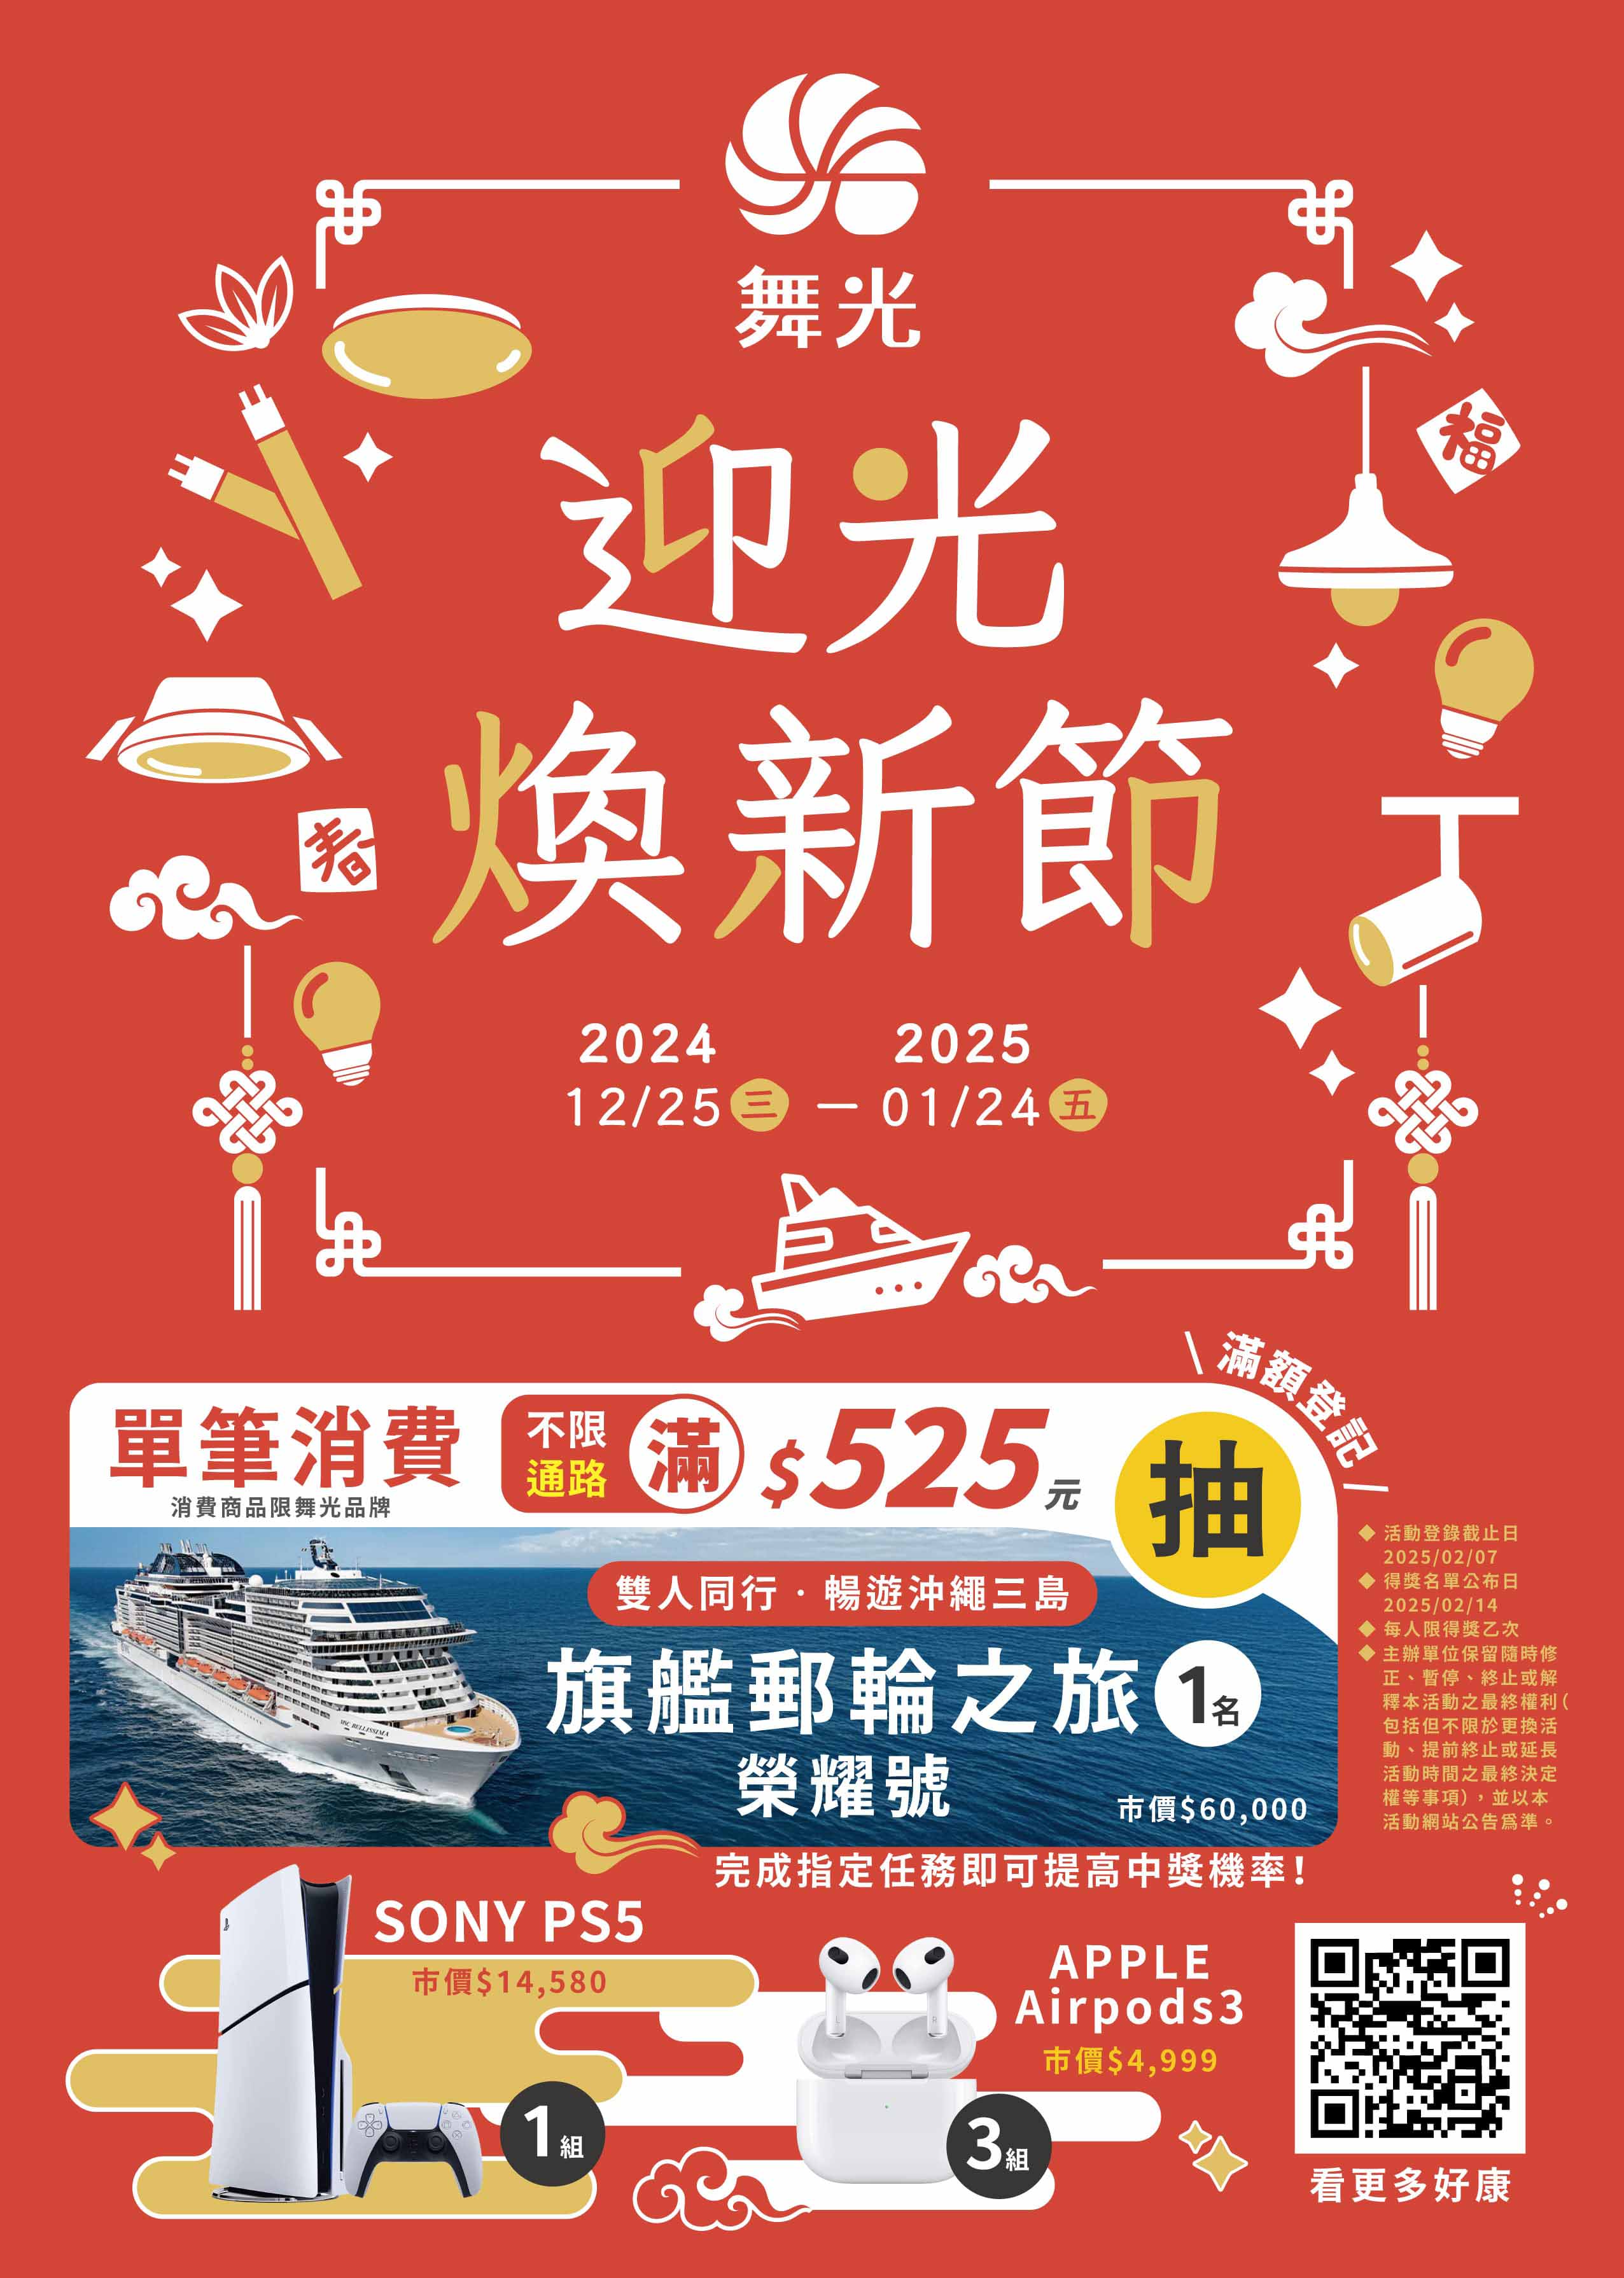 舞光
福
迎光
煥新節
春
2024
2025
12/25 三 — 01/24 五
滿額登記
單筆消費
消費商品限舞光品牌
不限
通路
滿
$525元
抽
雙人同行．暢遊沖繩三島
旗艦郵輪之旅
1名
榮耀號
MSC BELLISSIMA
市價$60,000
◆ 活動登錄截止日
2025/02/07
◆ 得獎名單公布日
2025/02/14
◆ 每人限得獎乙次
◆ 主辦單位保留隨時修
正、暫停、終止或解
釋本活動之最終權利（
包括但不限於更換活
動、提前終止或延長
活動時間之最終決定
權等事項），並以本
活動網站公告為準。
完成指定任務即可提高中獎機率！
SONY PS5
市價$14,580
1組
APPLE
Airpods3
市價$4,999
3組
看更多好康